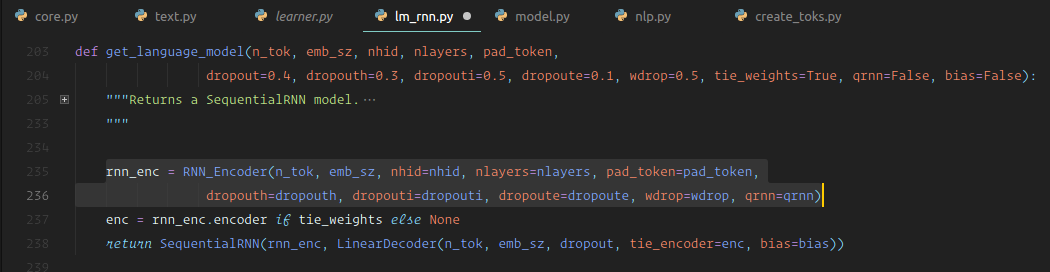 core.py text.py learner.py lm_rnn.py model.py nlp.py create_toks.py
203 def get_language_model(n_tok, emb_sz, nhid, nlayers, pad_token,
204 dropout=0.4, dropouth=0.3, dropouti=0.5, dropoute=0.1, wdrop=0.5, tie_weights=True, qrnn=False, bias=False):
205 """Returns a SequentialRNN model. ...
233 """
234
235 rnn_enc = RNN_Encoder(n_tok, emb_sz, nhid=nhid, nlayers=nlayers, pad_token=pad_token,
236 dropouth=dropouth, dropouti=dropouti, dropoute=dropoute, wdrop=wdrop, qrnn=qrnn)
237 enc = rnn_enc.encoder if tie_weights else None
238 return SequentialRNN(rnn_enc, LinearDecoder(n_tok, emb_sz, dropout, tie_encoder=enc, bias=bias))
239